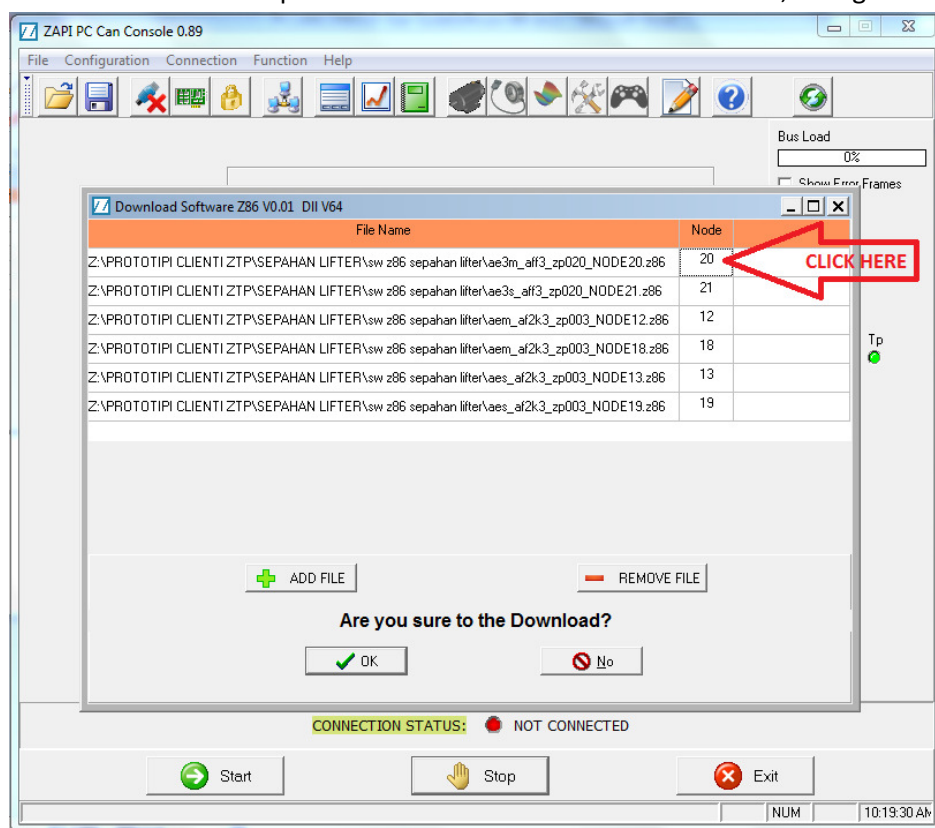 ZAPI PC Can Console 0.89
File Configuration Connection Function Help
Bus Load
0%
Show Error Frames
Download Software Z86 V0.01 DII V64
File Name Node
Z:\PROTOTIPI CLIENTI ZTP\SEPAHAN LIFTER\sw z86 sepahan lifter\ae3m_aff3_zp020_NODE20.z86 20
CLICK HERE
Z:\PROTOTIPI CLIENTI ZTP\SEPAHAN LIFTER\sw z86 sepahan lifter\ae3s_aff3_zp020_NODE21.z86 21
Z:\PROTOTIPI CLIENTI ZTP\SEPAHAN LIFTER\sw z86 sepahan lifter\aem_af2k3_zp003_NODE12.z86 12
Z:\PROTOTIPI CLIENTI ZTP\SEPAHAN LIFTER\sw z86 sepahan lifter\aem_af2k3_zp003_NODE18.z86 18
Tp
Z:\PROTOTIPI CLIENTI ZTP\SEPAHAN LIFTER\sw z86 sepahan lifter\aes_af2k3_zp003_NODE13.z86 13
Z:\PROTOTIPI CLIENTI ZTP\SEPAHAN LIFTER\sw z86 sepahan lifter\aes_af2k3_zp003_NODE19.z86 19
ADD FILE REMOVE FILE
Are you sure to the Download?
OK No
CONNECTION STATUS: NOT CONNECTED
Start Stop Exit
NUM 10:19:30 AM